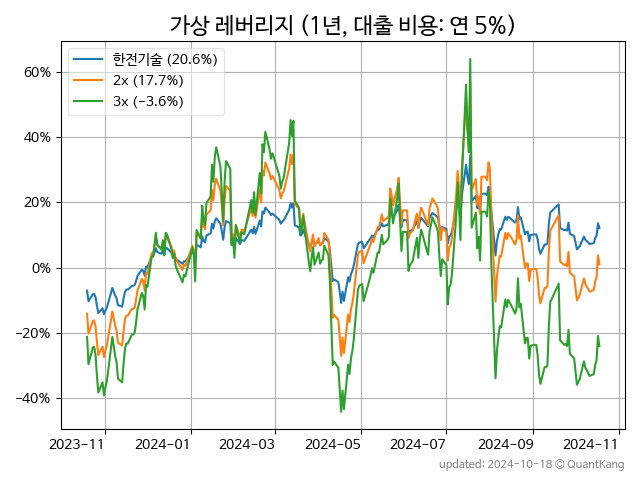 가상 레버리지 (1년, 대출 비용: 연 5%)
한전기술 (20.6%)
2x (17.7%)
3x (−3.6%)
60%
40%
20%
0%
−20%
−40%
2023-11 2024-01 2024-03 2024-05 2024-07 2024-09 2024-11
updated: 2024-10-18 © QuantKang